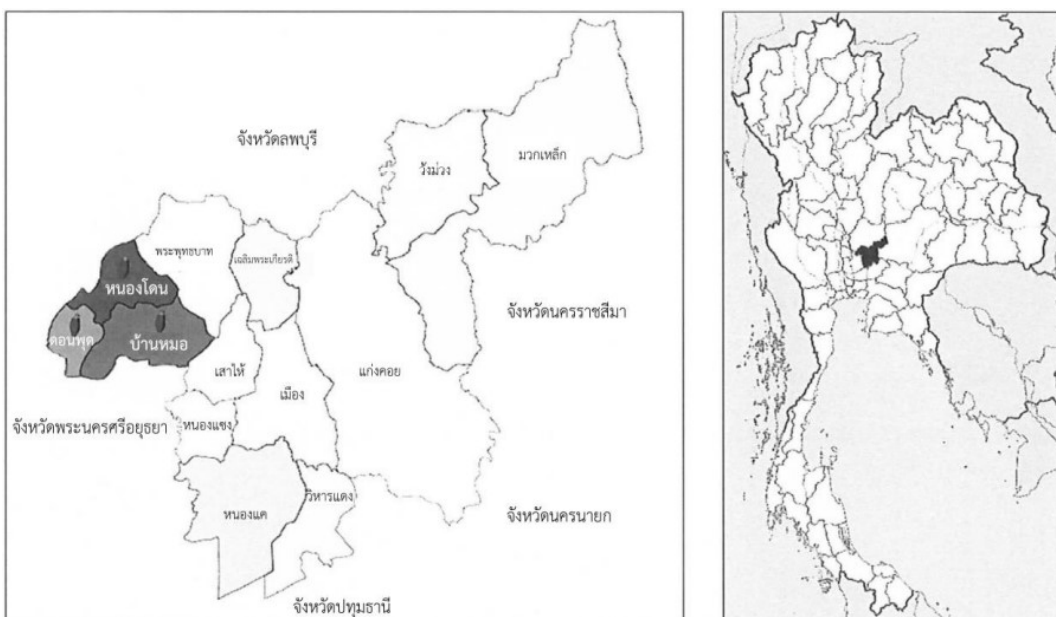 จังหวัดลพบุรี
วังม่วง
มวกเหล็ก
พระพุทธบาท
เฉลิมพระเกียรติ
หนองโดน
จังหวัดนครราชสีมา
ดอนพุด
บ้านหมอ
เสาไห้
แก่งคอย
เมือง
จังหวัดพระนครศรีอยุธยา
หนองแซง
วิหารแดง
หนองแค
จังหวัดนครนายก
จังหวัดปทุมธานี